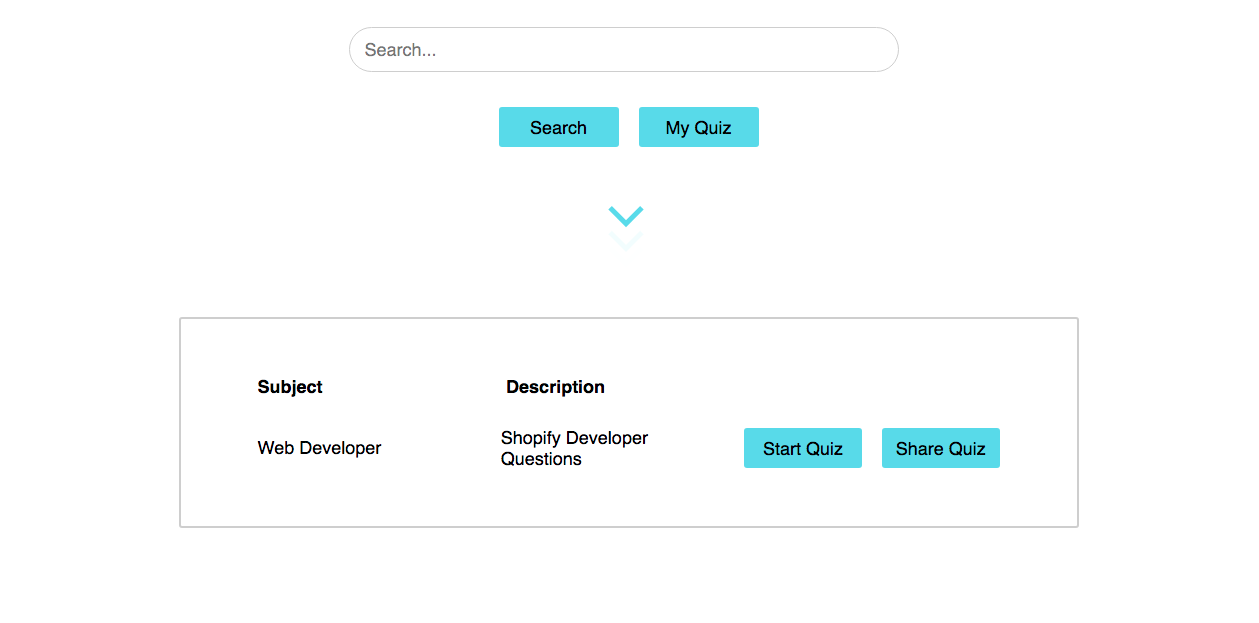 Search...
Search
My Quiz
Subject
Description
Web Developer
Shopify Developer
Questions
Start Quiz
Share Quiz